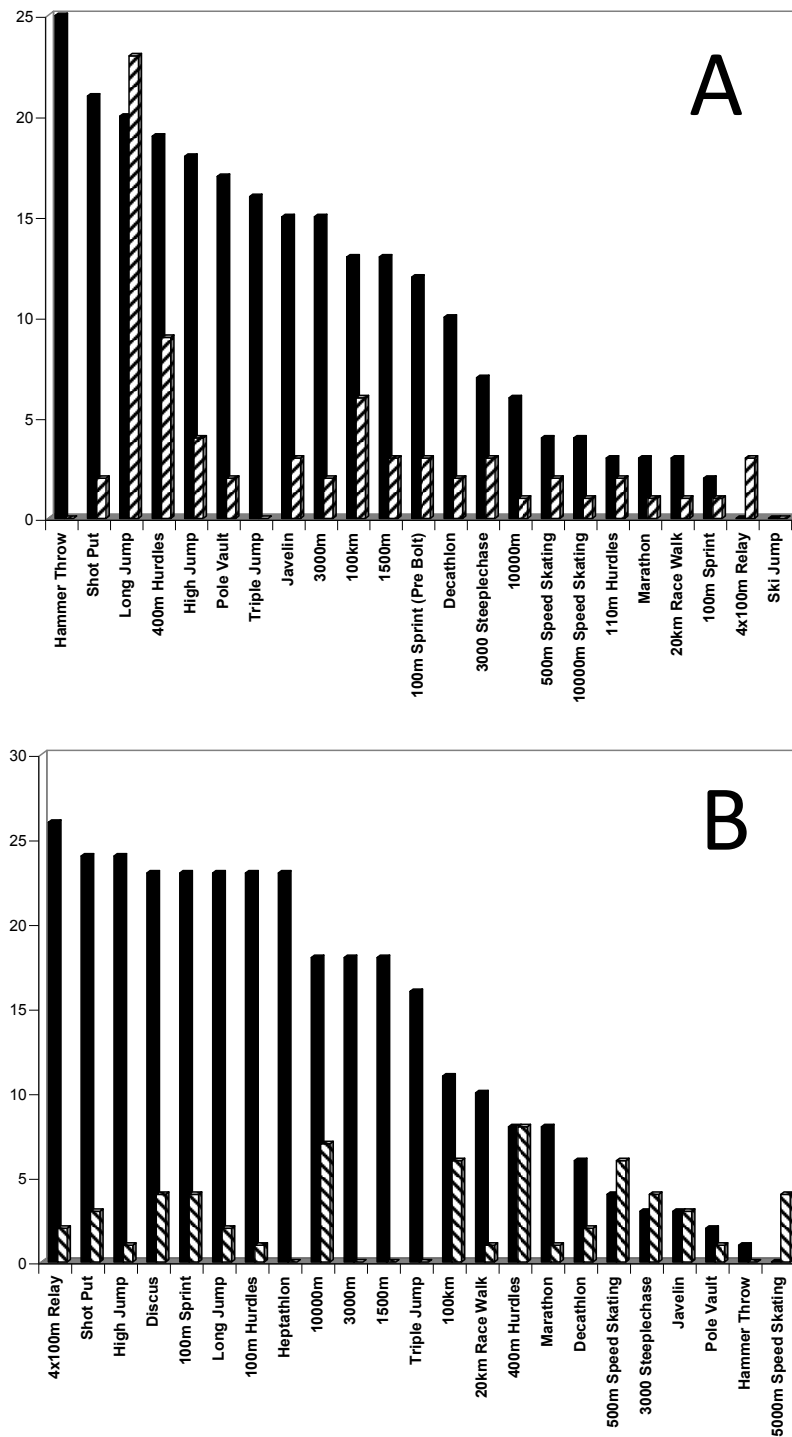 25
20
15
10
5
0
A
Hammer Throw
Shot Put
Long Jump
400m Hurdles
High Jump
Pole Vault
Triple Jump
Javelin
3000m
100km
1500m
100m Sprint (Pre Bolt)
Decathlon
3000 Steeplechase
10000m
500m Speed Skating
10000m Speed Skating
110m Hurdles
Marathon
20km Race Walk
100m Sprint
4x100m Relay
Ski Jump
30
25
20
15
10
5
0
B
4x100m Relay
Shot Put
High Jump
Discus
100m Sprint
Long Jump
100m Hurdles
Heptathlon
10000m
3000m
1500m
Triple Jump
100km
20km Race Walk
400m Hurdles
Marathon
Decathlon
500m Speed Skating
3000 Steeplechase
Javelin
Pole Vault
Hammer Throw
5000m Speed Skating